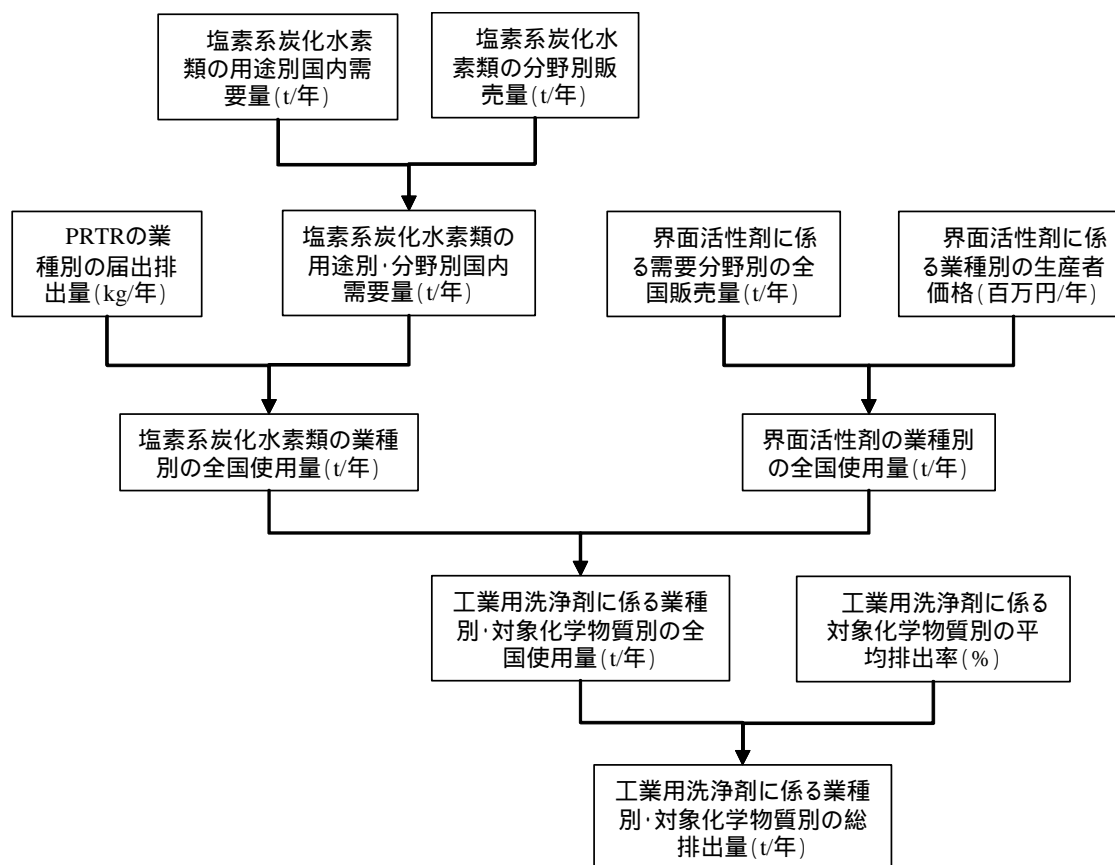 塩素系炭化水素
類の用途別国内需
要量(t/年)
塩素系炭化水
素類の分野別販
売量(t/年)
PRTRの業
種別の届出排
出量(kg/年)
塩素系炭化水素類の
用途別·分野別国内
需要量(t/年)
界面活性剤に係
る需要分野別の全
国販売量(t/年)
界面活性剤に係
る業種別の生産者
価格(百万円/年)
塩素系炭化水素類の業種
別の全国使用量(t/年)
界面活性剤の業種別
の全国使用量(t/年)
工業用洗浄剤に係る業種
別·対象化学物質別の全
国使用量(t/年)
工業用洗浄剤に係る
対象化学物質別の平
均排出率(%)
工業用洗浄剤に係る業種
別·対象化学物質別の総
排出量(t/年)